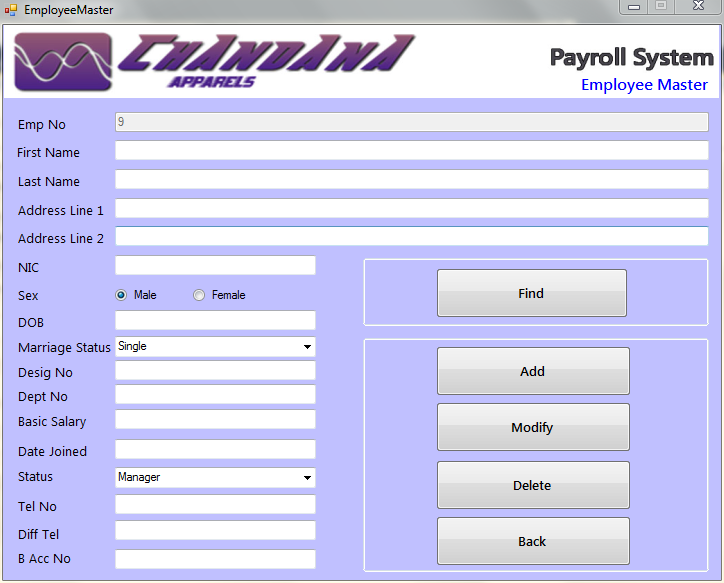 EmployeeMaster
CHANDANA
APPARELS
Payroll System
Employee Master
Emp No 9
First Name
Last Name
Address Line 1
Address Line 2
NIC
Sex Male Female
DOB
Marriage Status Single
Desig No
Dept No
Basic Salary
Date Joined
Status Manager
Tel No
Diff Tel
B Acc No
Find
Add
Modify
Delete
Back